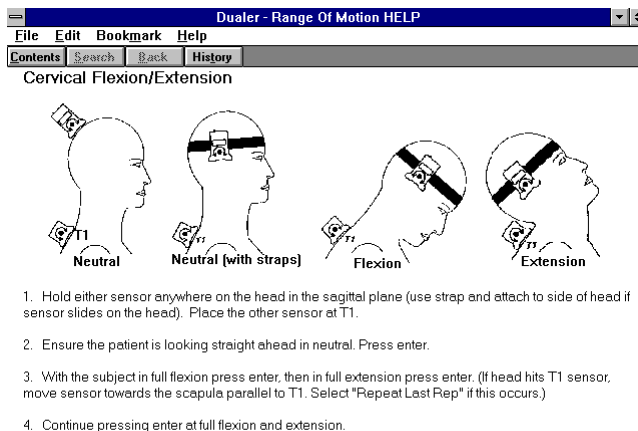 Dualer - Range Of Motion HELP
File Edit Bookmark Help
Contents Search Back History
Cervical Flexion/Extension
T1
T1
T1
T1
Neutral Neutral (with straps) Flexion Extension
1. Hold either sensor anywhere on the head in the sagittal plane (use strap and attach to side of head if
sensor slides on the head). Place the other sensor at T1.
2. Ensure the patient is looking straight ahead in neutral. Press enter.
3. With the subject in full flexion press enter, then in full extension press enter. (If head hits T1 sensor,
move sensor towards the scapula parallel to T1. Select "Repeat Last Rep" if this occurs.)
4. Continue pressing enter at full flexion and extension.